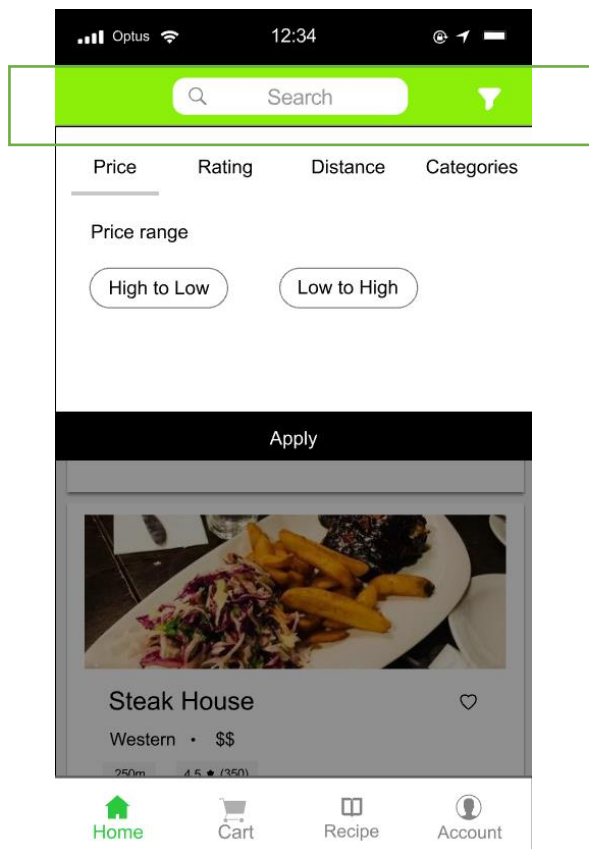 Optus 12:34
Search
Price Rating Distance Categories
Price range
High to Low Low to High
Apply
Steak House
Western • $$
250m 4.5 ★ (350)
Home Cart Recipe Account